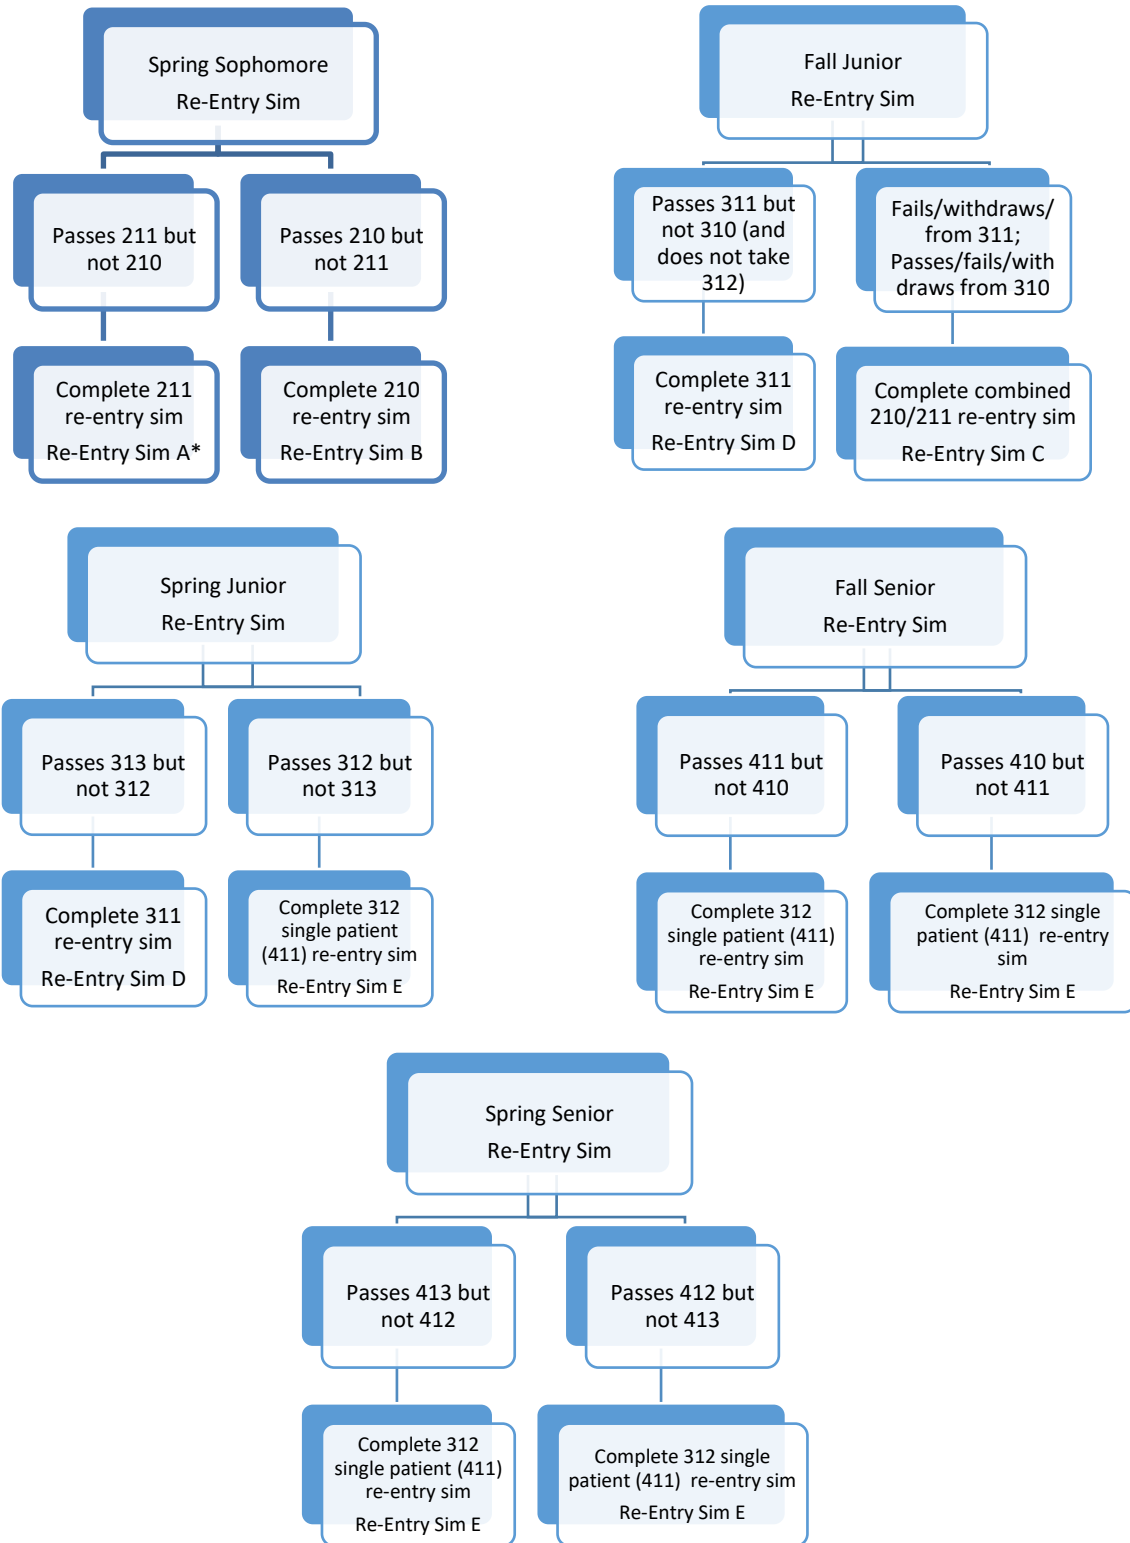 Spring Sophomore
Re-Entry Sim
Passes 211 but
not 210
Passes 210 but
not 211
Complete 211
re-entry sim
Re-Entry Sim A*
Complete 210
re-entry sim
Re-Entry Sim B
Fall Junior
Re-Entry Sim
Passes 311 but
not 310 (and
does not take
312)
Fails/withdraws/
from 311;
Passes/fails/with
draws from 310
Complete 311
re-entry sim
Re-Entry Sim D
Complete combined
210/211 re-entry sim
Re-Entry Sim C
Spring Junior
Re-Entry Sim
Passes 313 but
not 312
Passes 312 but
not 313
Complete 311
re-entry sim
Re-Entry Sim D
Complete 312
single patient
(411) re-entry sim
Re-Entry Sim E
Fall Senior
Re-Entry Sim
Passes 411 but
not 410
Passes 410 but
not 411
Complete 312
single patient (411)
re-entry sim
Re-Entry Sim E
Complete 312 single
patient (411)  re-entry
sim
Re-Entry Sim E
Spring Senior
Re-Entry Sim
Passes 413 but
not 412
Passes 412 but
not 413
Complete 312
single patient (411)
re-entry sim
Re-Entry Sim E
Complete 312 single
patient (411)  re-entry sim
Re-Entry Sim E